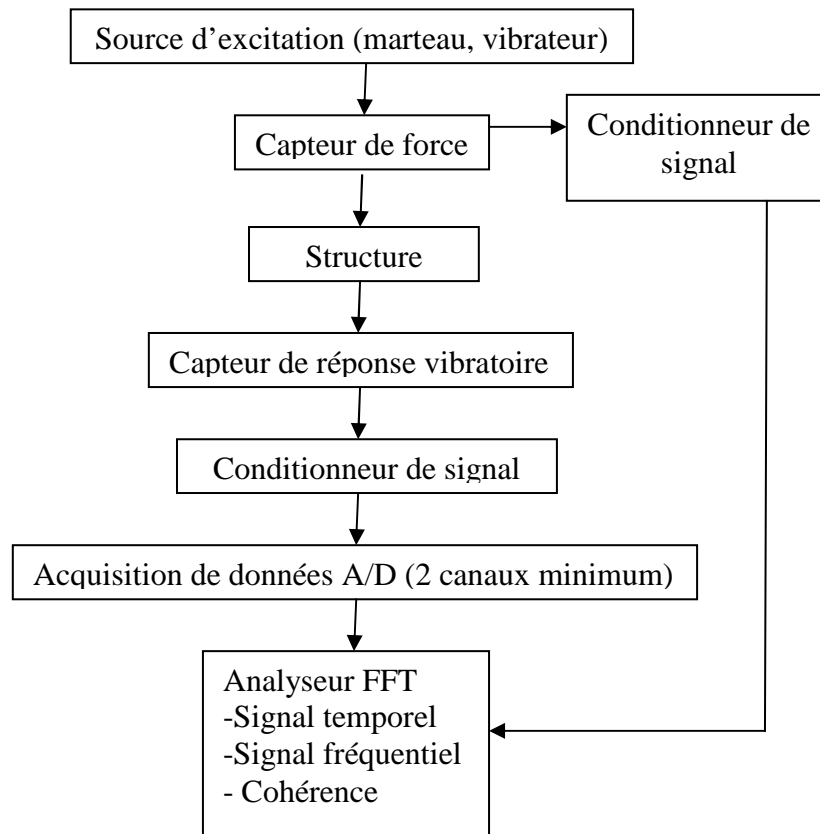 Source d'excitation (marteau, vibrateur)
Capteur de force
Conditionneur de
signal
Structure
Capteur de réponse vibratoire
Conditionneur de signal
Acquisition de données A/D (2 canaux minimum)
Analyseur FFT
-Signal temporel
-Signal fréquentiel
- Cohérence